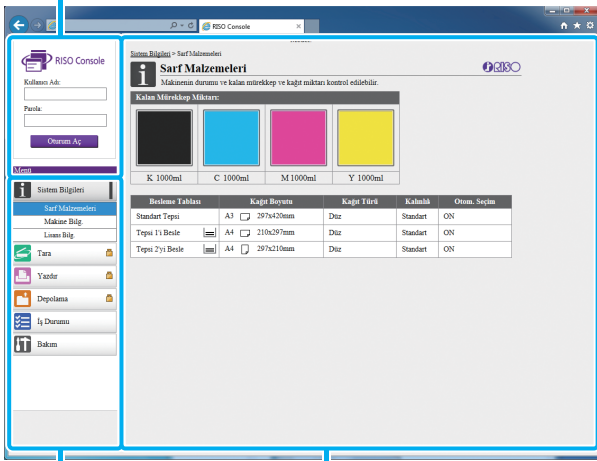 RISO Console
RISO Console
Kullanıcı Adı:
Parola:
Oturum Aç
Menü
Sistem Bilgileri
Sarf Malzemeleri
Makine Bilg.
Lisans Bilg.
Tara
Yazdır
Depolama
İş Durumu
Bakım
Sistem Bilgileri > Sarf Malzemeleri
Sarf Malzemeleri
RISO
Makinenin durumu ve kalan mürekkep ve kağıt miktarı kontrol edilebilir.
Kalan Mürekkep Miktarı:
K 1000ml C 1000ml M 1000ml Y 1000ml
Besleme Tablası Kağıt Boyutu Kağıt Türü Kalınlık Otom. Seçim
Standart Tepsi A3 297x420mm Düz Standart ON
Tepsi 1'i Besle A4 210x297mm Düz Standart ON
Tepsi 2'yi Besle A4 297x210mm Düz Standart ON